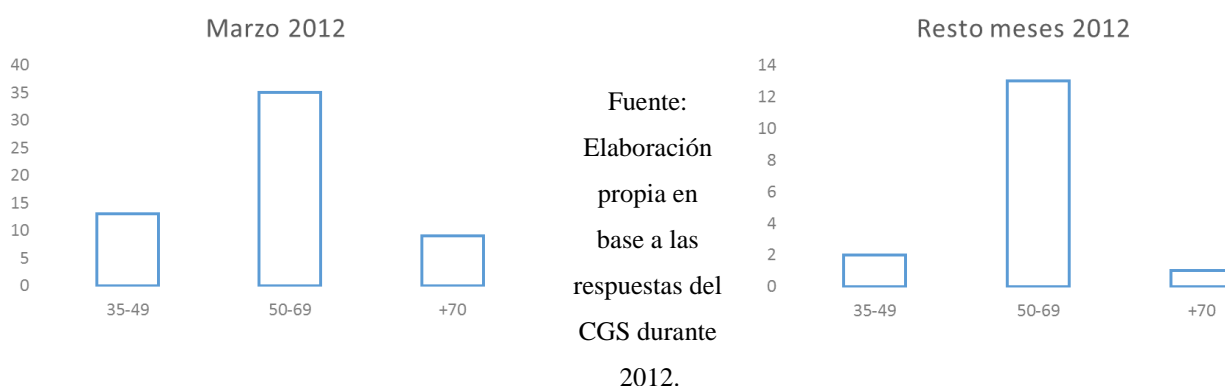 Marzo 2012
40
35
30
25
20
15
10
5
0
35-49 50-69 +70
Fuente:
Elaboración
propia en
base a las
respuestas del
CGS durante
2012.
Resto meses 2012
14
12
10
8
6
4
2
0
35-49 50-69 +70